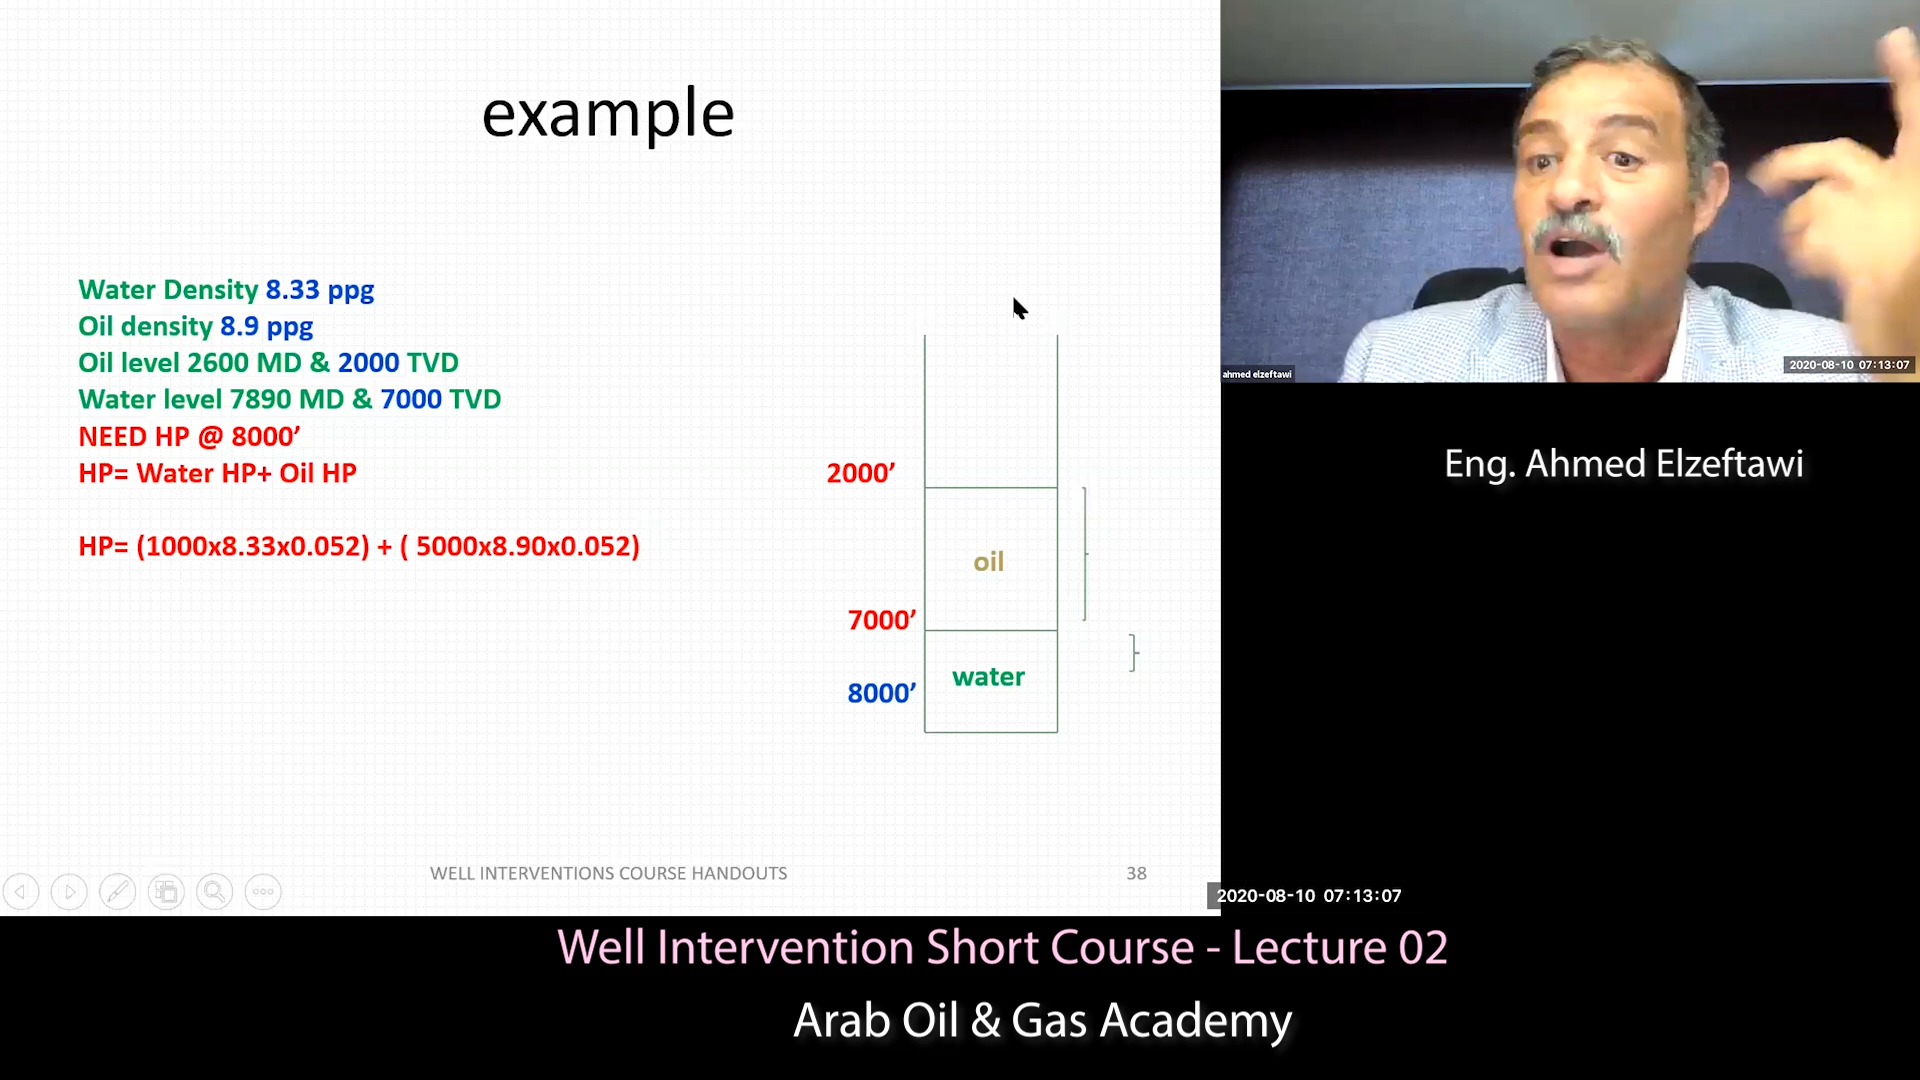 example
Water Density 8.33 ppg
Oil density 8.9 ppg
Oil level 2600 MD & 2000 TVD
Water level 7890 MD & 7000 TVD
NEED HP @ 8000’
HP= Water HP+ Oil HP
HP= (1000x8.33x0.052) + ( 5000x8.90x0.052)
2000’
oil
7000’
water
8000’
WELL INTERVENTIONS COURSE HANDOUTS
38
ahmed elzeftawi
2020-08-10 07:13:07
Eng. Ahmed Elzeftawi
2020-08-10 07:13:07
Well Intervention Short Course - Lecture 02
Arab Oil & Gas Academy